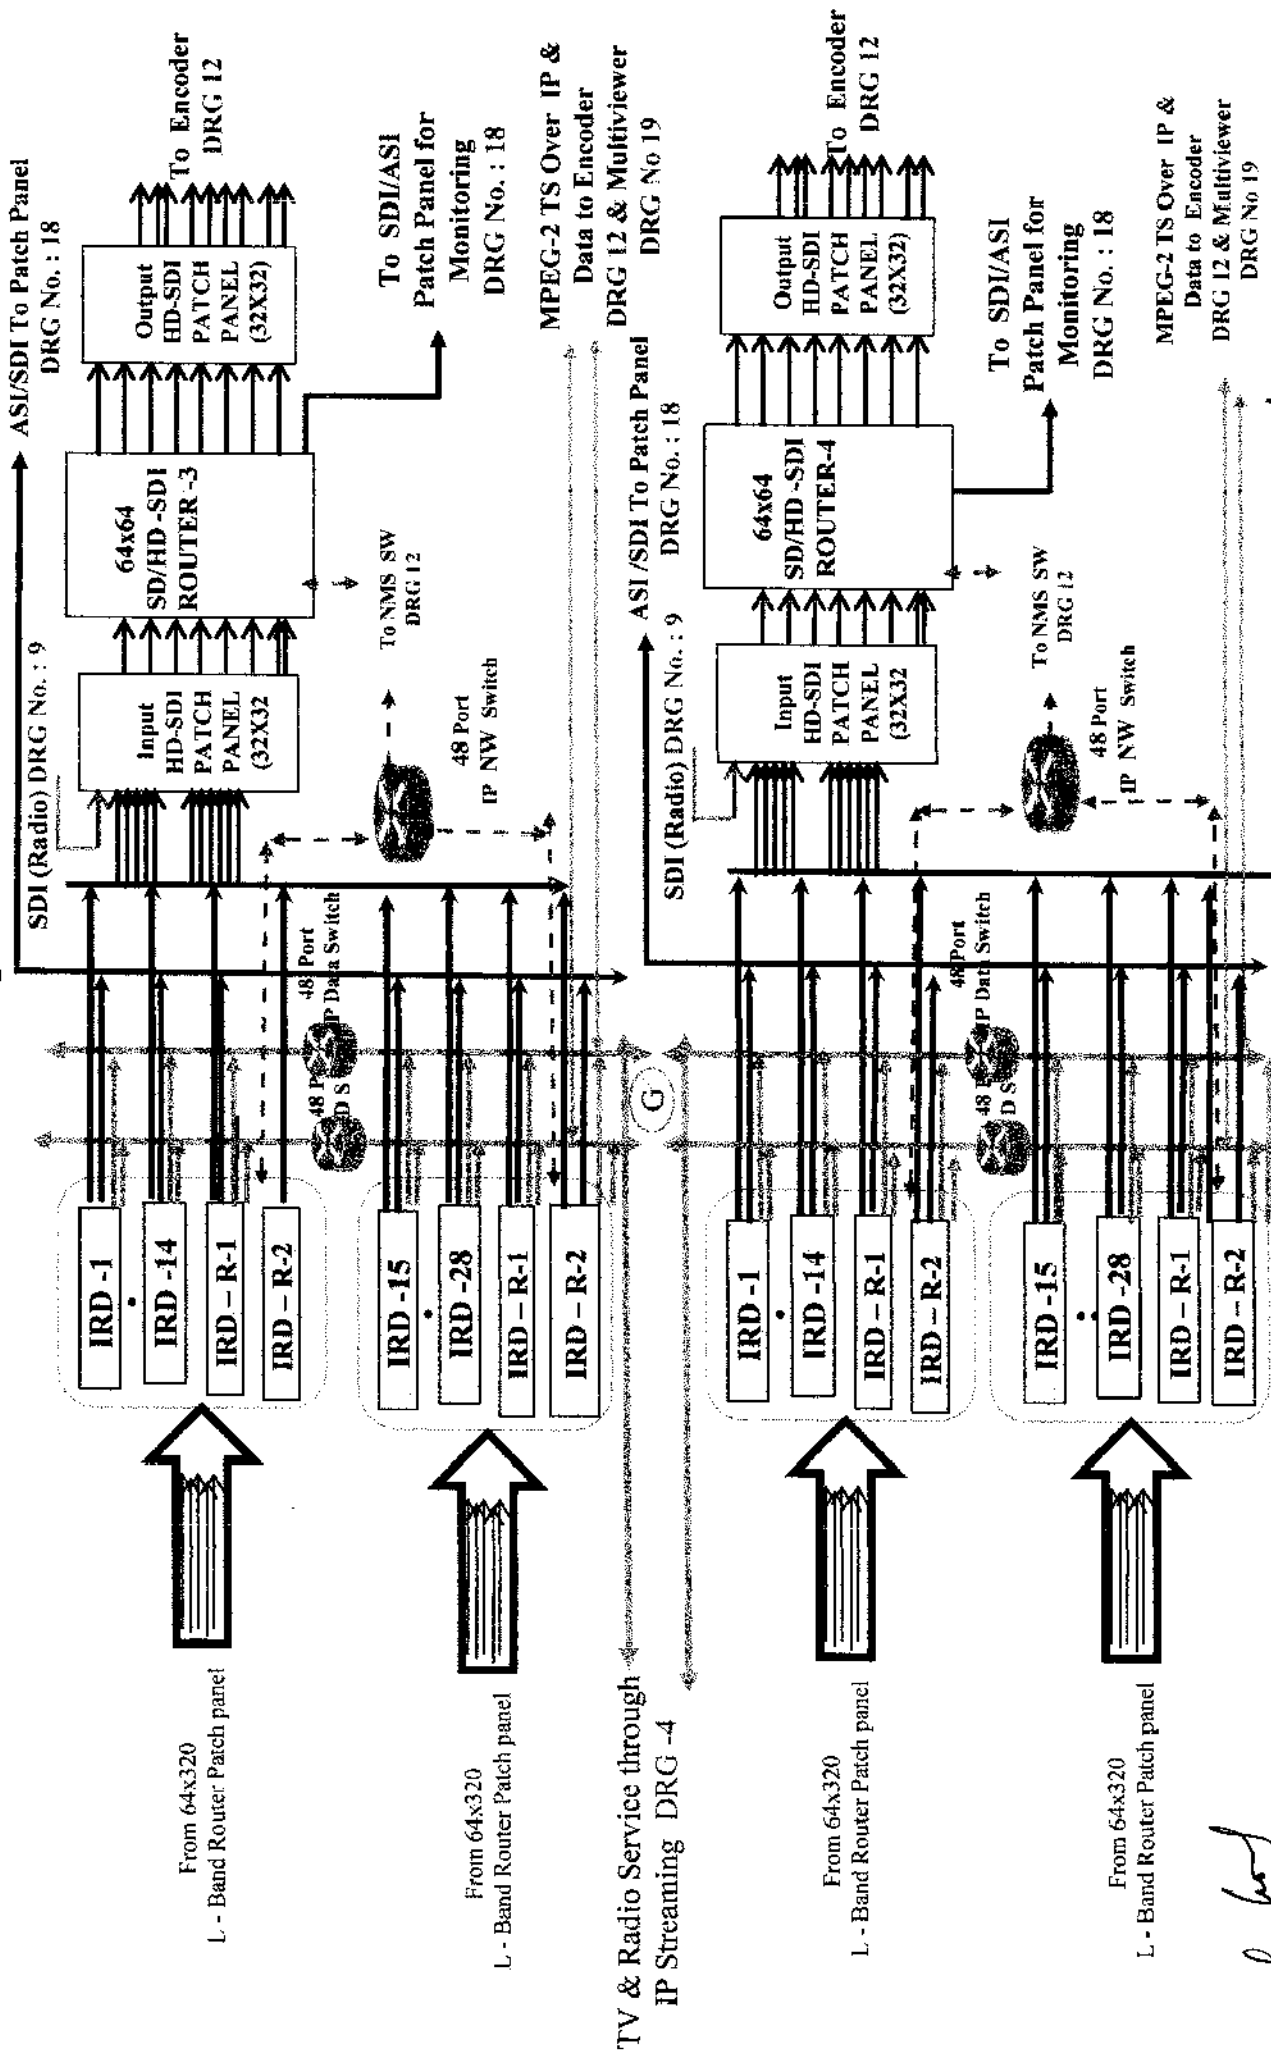 ASI/SDI To Patch Panel
DRG No. : 18
SDI (Radio) DRG No. : 9
From 64x320
L - Band Router Patch panel
IRD -1
IRD -14
IRD – R-1
IRD – R-2
48 Port
IP Data Switch
48 P
D S
Input
HD-SDI
PATCH
PANEL
(32X32)
64x64
SD/HD -SDI
ROUTER -3
Output
HD-SDI
PATCH
PANEL
(32X32)
To Encoder
DRG 12
To NMS SW
DRG 12
48 Port
IP NW Switch
To SDI/ASI
Patch Panel for
Monitoring
DRG No. : 18
From 64x320
L - Band Router Patch panel
IRD -15
IRD -28
IRD – R-1
IRD – R-2
MPEG-2 TS Over IP &
Data to Encoder
DRG 12 & Multiviewer
DRG No 19
TV & Radio Service through
IP Streaming DRG -4
G
ASI /SDI To Patch Panel
DRG No. : 18
SDI (Radio) DRG No. : 9
From 64x320
L - Band Router Patch panel
IRD -1
IRD -14
IRD – R-1
IRD – R-2
48 Port
IP Data Switch
48 P
D S
Input
HD-SDI
PATCH
PANEL
(32X32
64x64
SD/HD -SDI
ROUTER-4
Output
HD-SDI
PATCH
PANEL
(32X32)
To Encoder
DRG 12
To NMS SW
DRG 12
48 Port
IP NW Switch
To SDI/ASI
Patch Panel for
Monitoring
DRG No. : 18
From 64x320
L - Band Router Patch panel
IRD -15
IRD -28
IRD – R-1
IRD – R-2
MPEG-2 TS Over IP &
Data to Encoder
DRG 12 & Multiviewer
DRG No 19